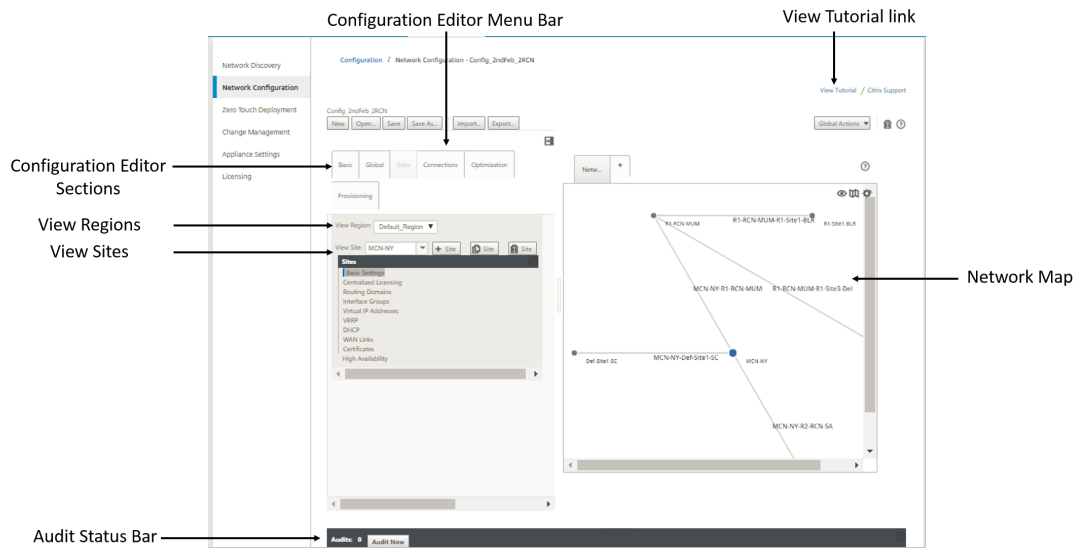 Configuration Editor Menu Bar
View Tutorial link
Network Discovery
Network Configuration
Zero Touch Deployment
Change Management
Appliance Settings
Licensing
Configuration / Network Configuration - Config_2ndFeb_2RCN
View Tutorial / Citrix Support
Config_2ndFeb_2RCN
New Open... Save Save As... Import... Export...
Global Actions
Configuration Editor
Sections
Basic Global Sites Connections Optimization
Provisioning
Netw... +
View Regions
View Region: Default_Region
View Sites
View Site: MCN-NY + Site Site Site
Sites
Basic Settings
Centralized Licensing
Routing Domains
Interface Groups
Virtual IP Addresses
VRRP
DHCP
WAN Links
Certificates
High Availability
R1-RCN-MUM
R1-RCN-MUM-R1-Site1-BLR
R1-Site1-BLR
MCN-NY-R1-RCN-MUM
R1-RCN-MUM-R1-Site3-Del
Def-Site1-SC
MCN-NY-Def-Site1-SC
MCN-NY
MCN-NY-R2-RCN-SA
Network Map
Audit Status Bar
Audits: 0 Audit Now